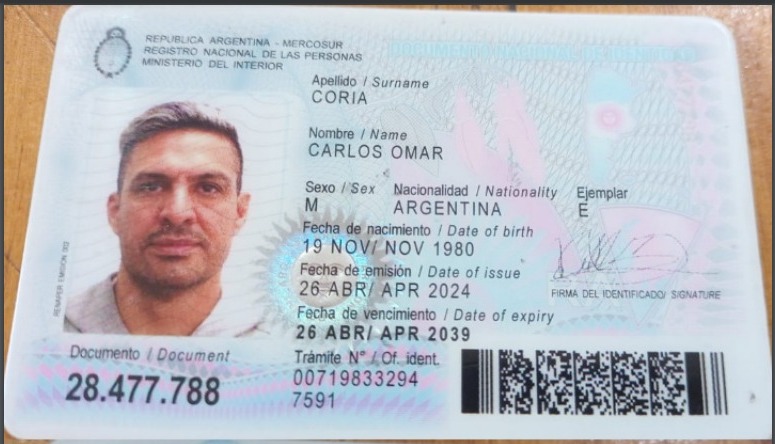 REPUBLICA ARGENTINA - MERCOSUR
REGISTRO NACIONAL DE LAS PERSONAS
MINISTERIO DEL INTERIOR
DOCUMENTO NACIONAL DE IDENTIDAD
Apellido / Surname
CORIA
Nombre / Name
CARLOS OMAR
Sexo / Sex Nacionalidad / Nationality Ejemplar
M ARGENTINA E
Fecha de nacimiento / Date of birth
19 NOV/ NOV 1980
Fecha de emisión / Date of issue
26 ABR/ APR 2024
FIRMA DEL IDENTIFICADO/ SIGNATURE
Fecha de vencimiento / Date of expiry
26 ABR/ APR 2039
Documento / Document
28.477.788
Trámite N° / Of. ident.
00719833294
7591